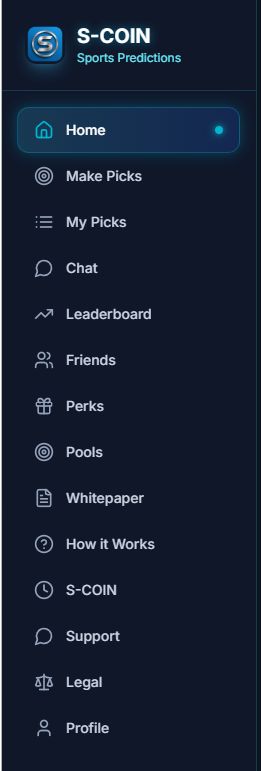 S-COIN
Sports Predictions
Home
Make Picks
My Picks
Chat
Leaderboard
Friends
Perks
Pools
Whitepaper
How it Works
S-COIN
Support
Legal
Profile